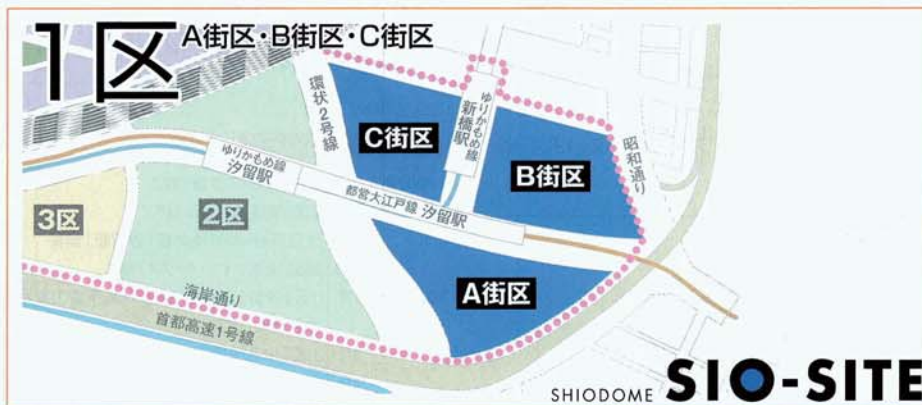 1区 A街区・B街区・C街区
環状2号線
ゆりかもめ線
新橋駅
昭和通り
C街区
B街区
ゆりかもめ線
汐留駅
都営大江戸線 汐留駅
3区
2区
A街区
海岸通り
首都高速1号線
SHIODOME SIO-SITE